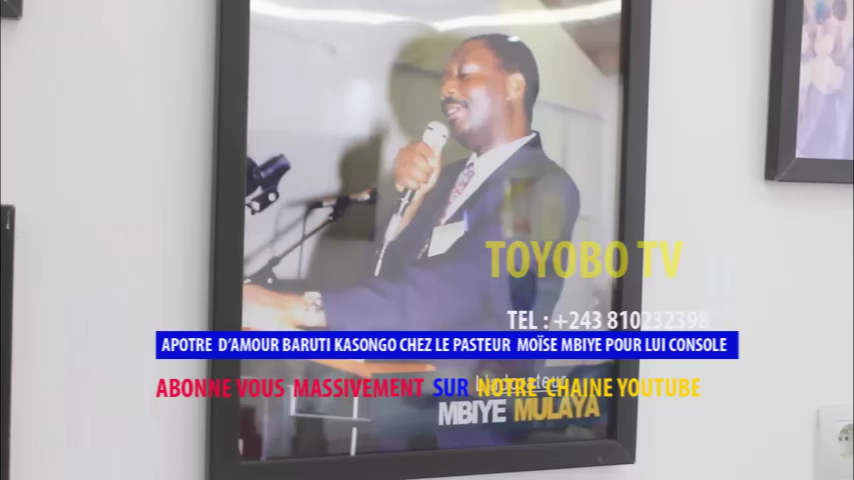 TOYOBO TV
TEL : +243 810232398
APOTRE D'AMOUR BARUTI KASONGO CHEZ LE PASTEUR MOÏSE MBIYE POUR LUI CONSOLE
ABONNE VOUS MASSIVEMENT SUR NOTRE CHAINE YOUTUBE
L'adorateur
MBIYE MULAYA